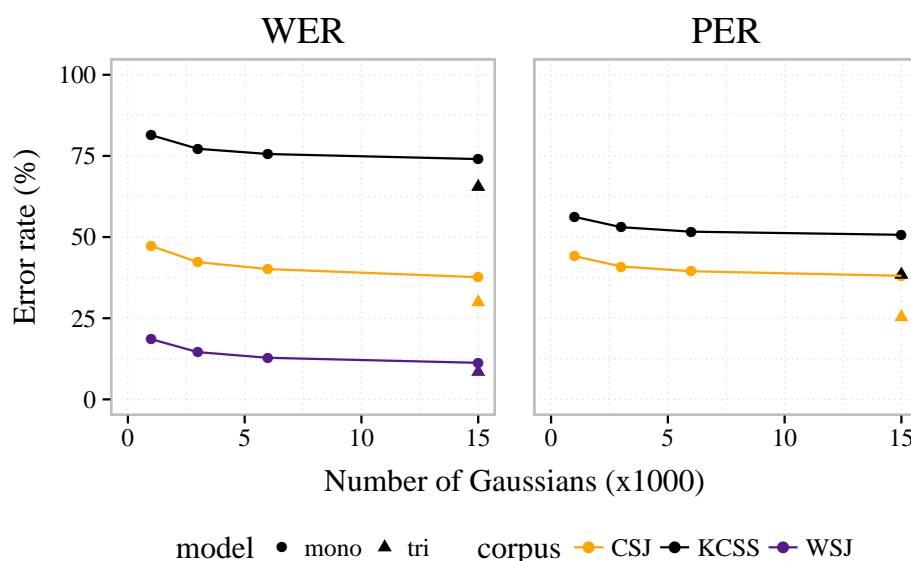 WER PER
100
75
50
25
0
Error rate (%)
0 5 10 15 0 5 10 15
Number of Gaussians (x1000)
model mono tri corpus CSJ KCSS WSJ